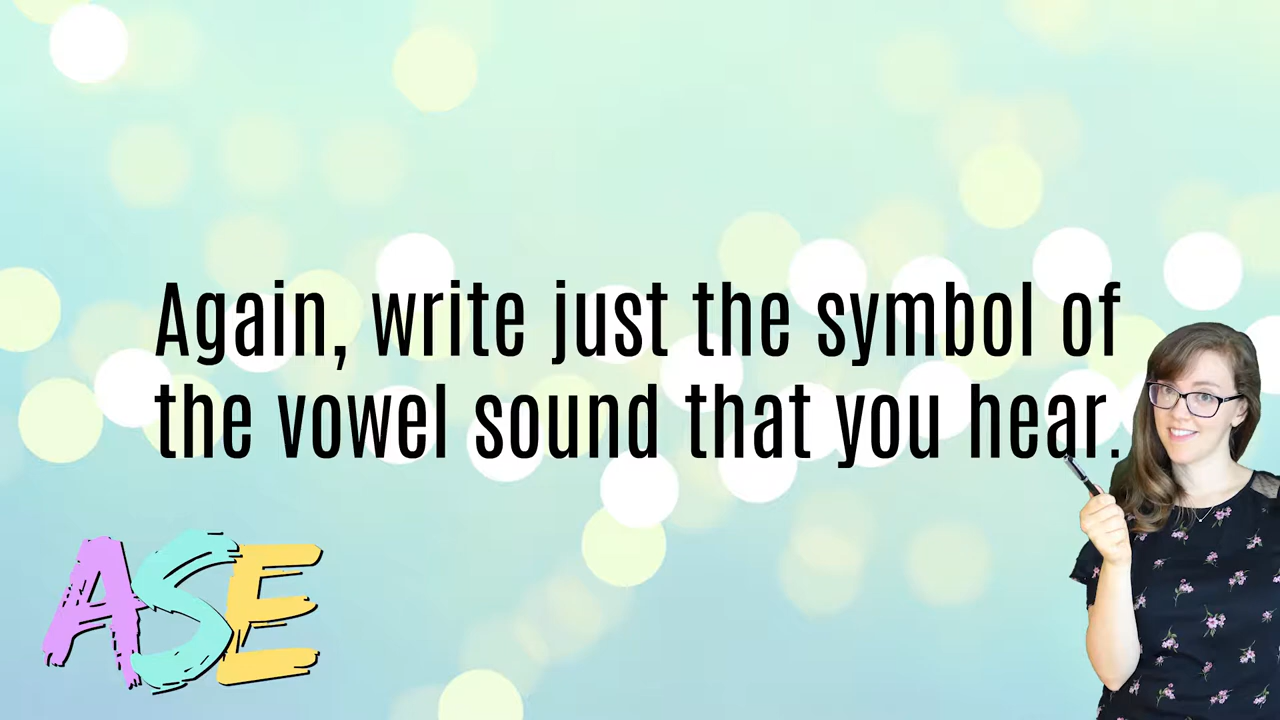 Again, write just the symbol of
the vowel sound that you hear.
ASE